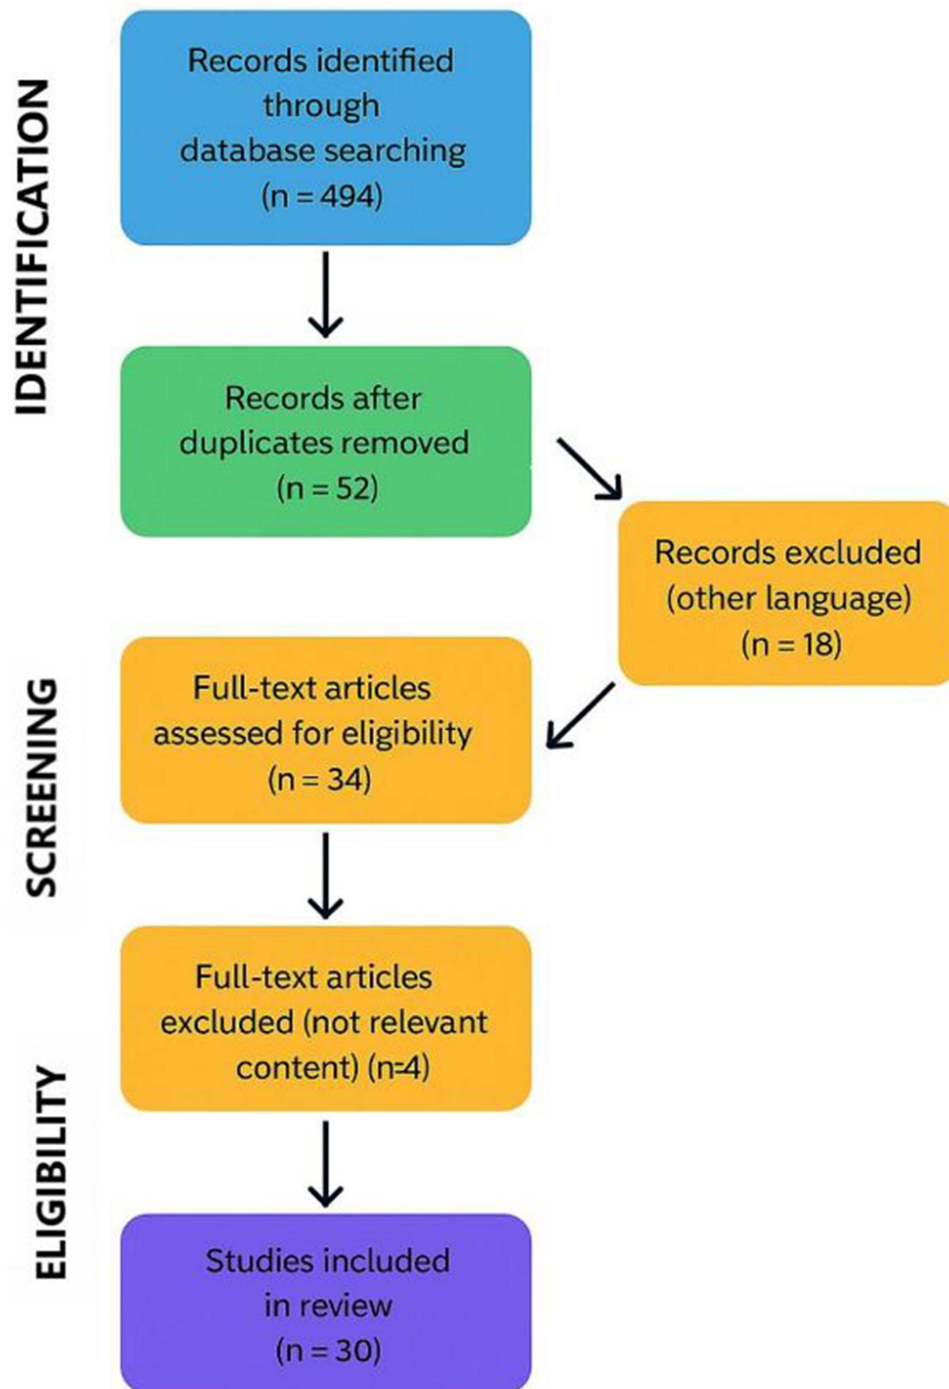 IDENTIFICATION
Records identified
through
database searching
(n = 494)
Records after
duplicates removed
(n = 52)
Records excluded
(other language)
(n = 18)
SCREENING
Full-text articles
assessed for eligibility
(n = 34)
ELIGIBILITY
Full-text articles
excluded (not relevant
content) (n=4)
Studies included
in review
(n = 30)